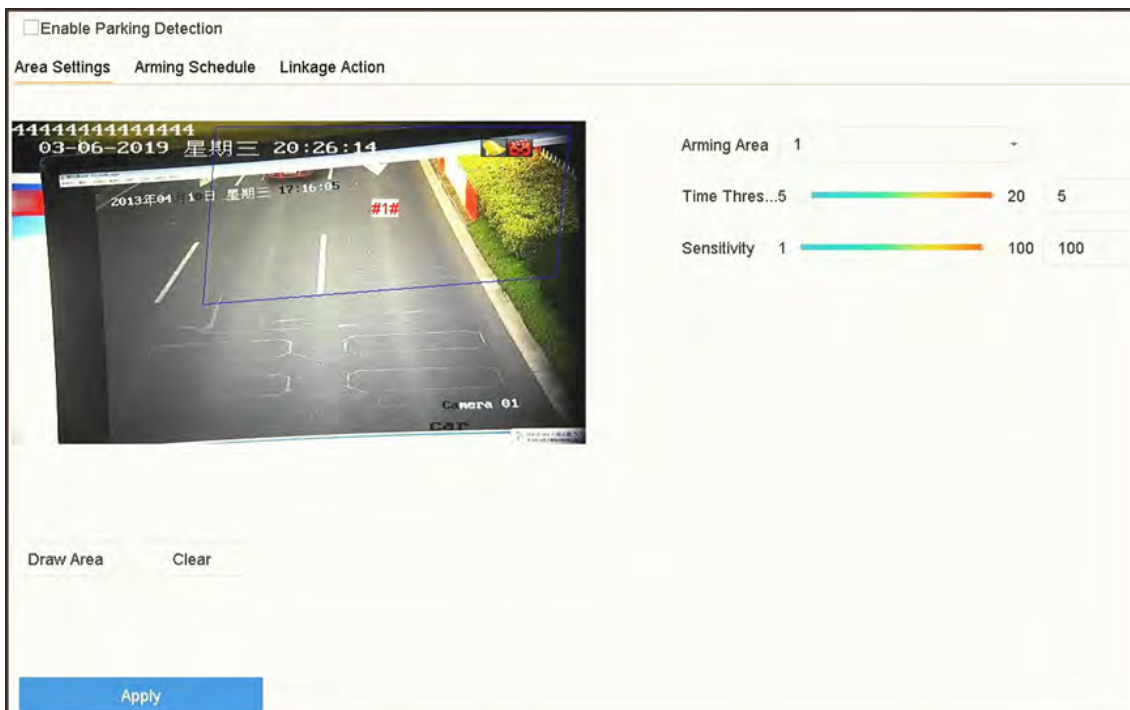 Enable Parking Detection
Area Settings Arming Schedule Linkage Action
44444444444444
03-06-2019 星期三 20:26:14
2013年04 10日 星期三 17:16:05
#1#
Camera 01
car
Arming Area 1
Time Thres...5 20 5
Sensitivity 1 100 100
Draw Area Clear
Apply